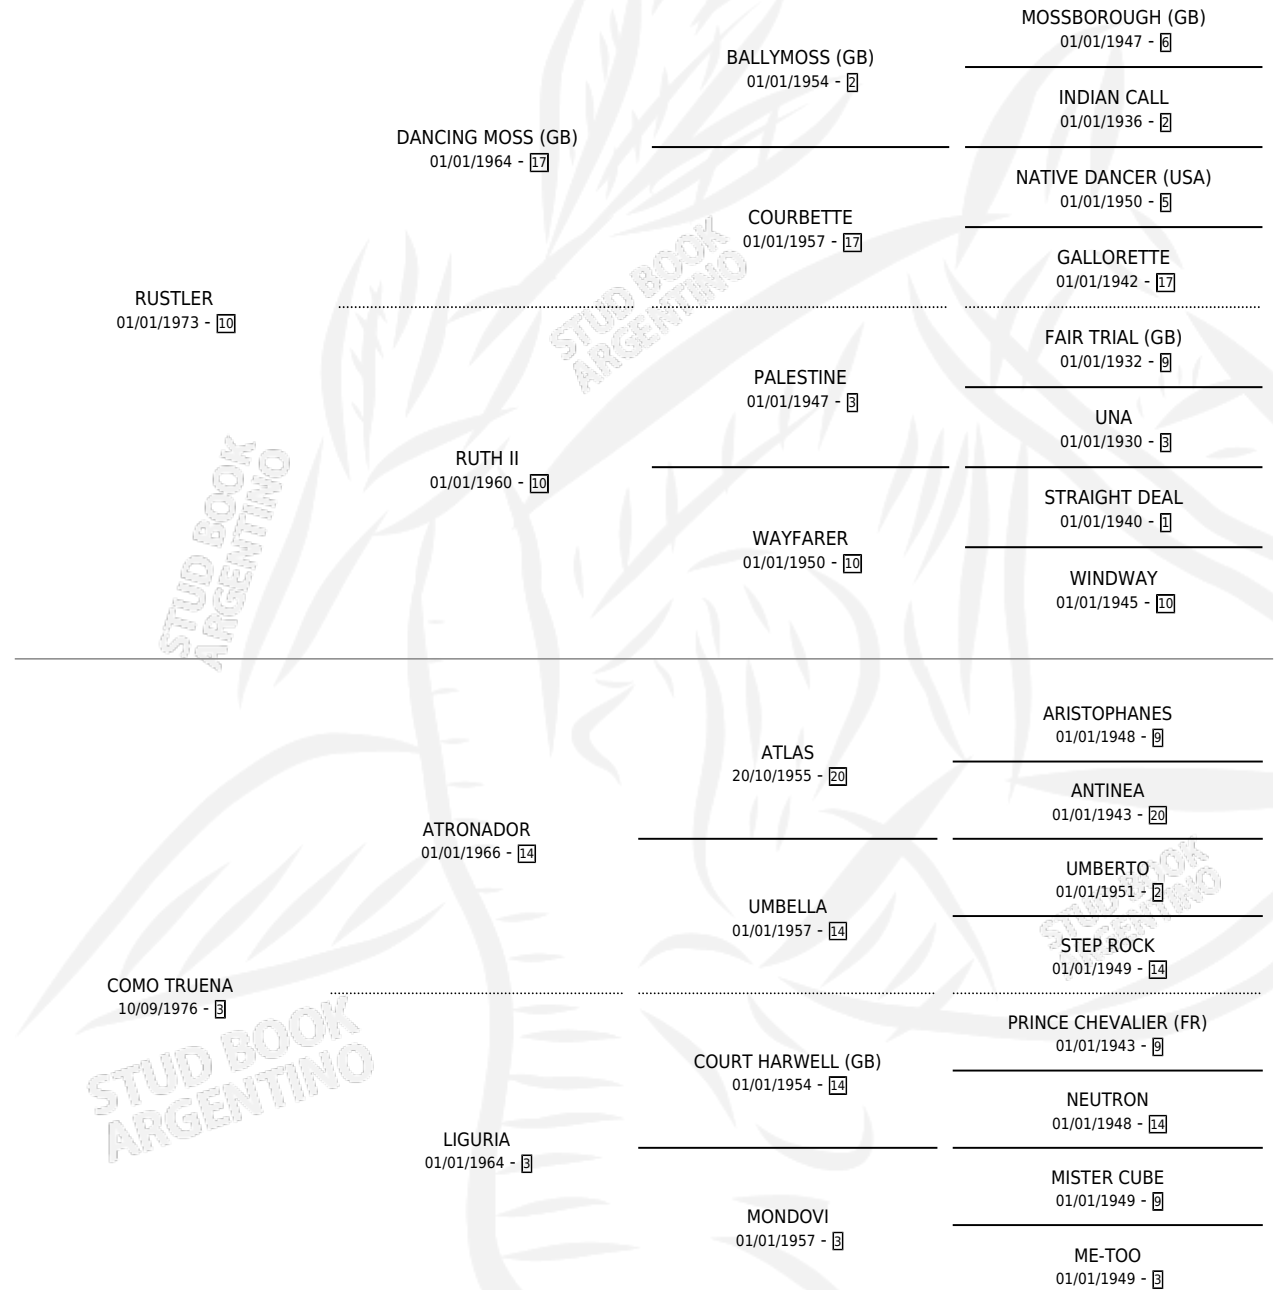 RUSTLER
01/01/1973 - 10
DANCING MOSS (GB)
01/01/1964 - 17
BALLYMOSS (GB)
01/01/1954 - 2
MOSSBOROUGH (GB)
01/01/1947 - 6
INDIAN CALL
01/01/1936 - 2
COURBETTE
01/01/1957 - 17
NATIVE DANCER (USA)
01/01/1950 - 5
GALLORETTE
01/01/1942 - 17
RUTH II
01/01/1960 - 10
PALESTINE
01/01/1947 - 3
FAIR TRIAL (GB)
01/01/1932 - 9
UNA
01/01/1930 - 3
WAYFARER
01/01/1950 - 10
STRAIGHT DEAL
01/01/1940 - 1
WINDWAY
01/01/1945 - 10
COMO TRUENA
10/09/1976 - 3
ATRONADOR
01/01/1966 - 14
ATLAS
20/10/1955 - 20
ARISTOPHANES
01/01/1948 - 9
ANTINEA
01/01/1943 - 20
UMBELLA
01/01/1957 - 14
UMBERTO
01/01/1951 - 2
STEP ROCK
01/01/1949 - 14
LIGURIA
01/01/1964 - 3
COURT HARWELL (GB)
01/01/1954 - 14
PRINCE CHEVALIER (FR)
01/01/1943 - 9
NEUTRON
01/01/1948 - 14
MONDOVI
01/01/1957 - 3
MISTER CUBE
01/01/1949 - 9
ME-TOO
01/01/1949 - 3
STUD BOOK
ARGENTINO
STUD BOOK
ARGENTINO
STUD BOOK
ARGENTINO
STUD BOOK
ARGENTINO